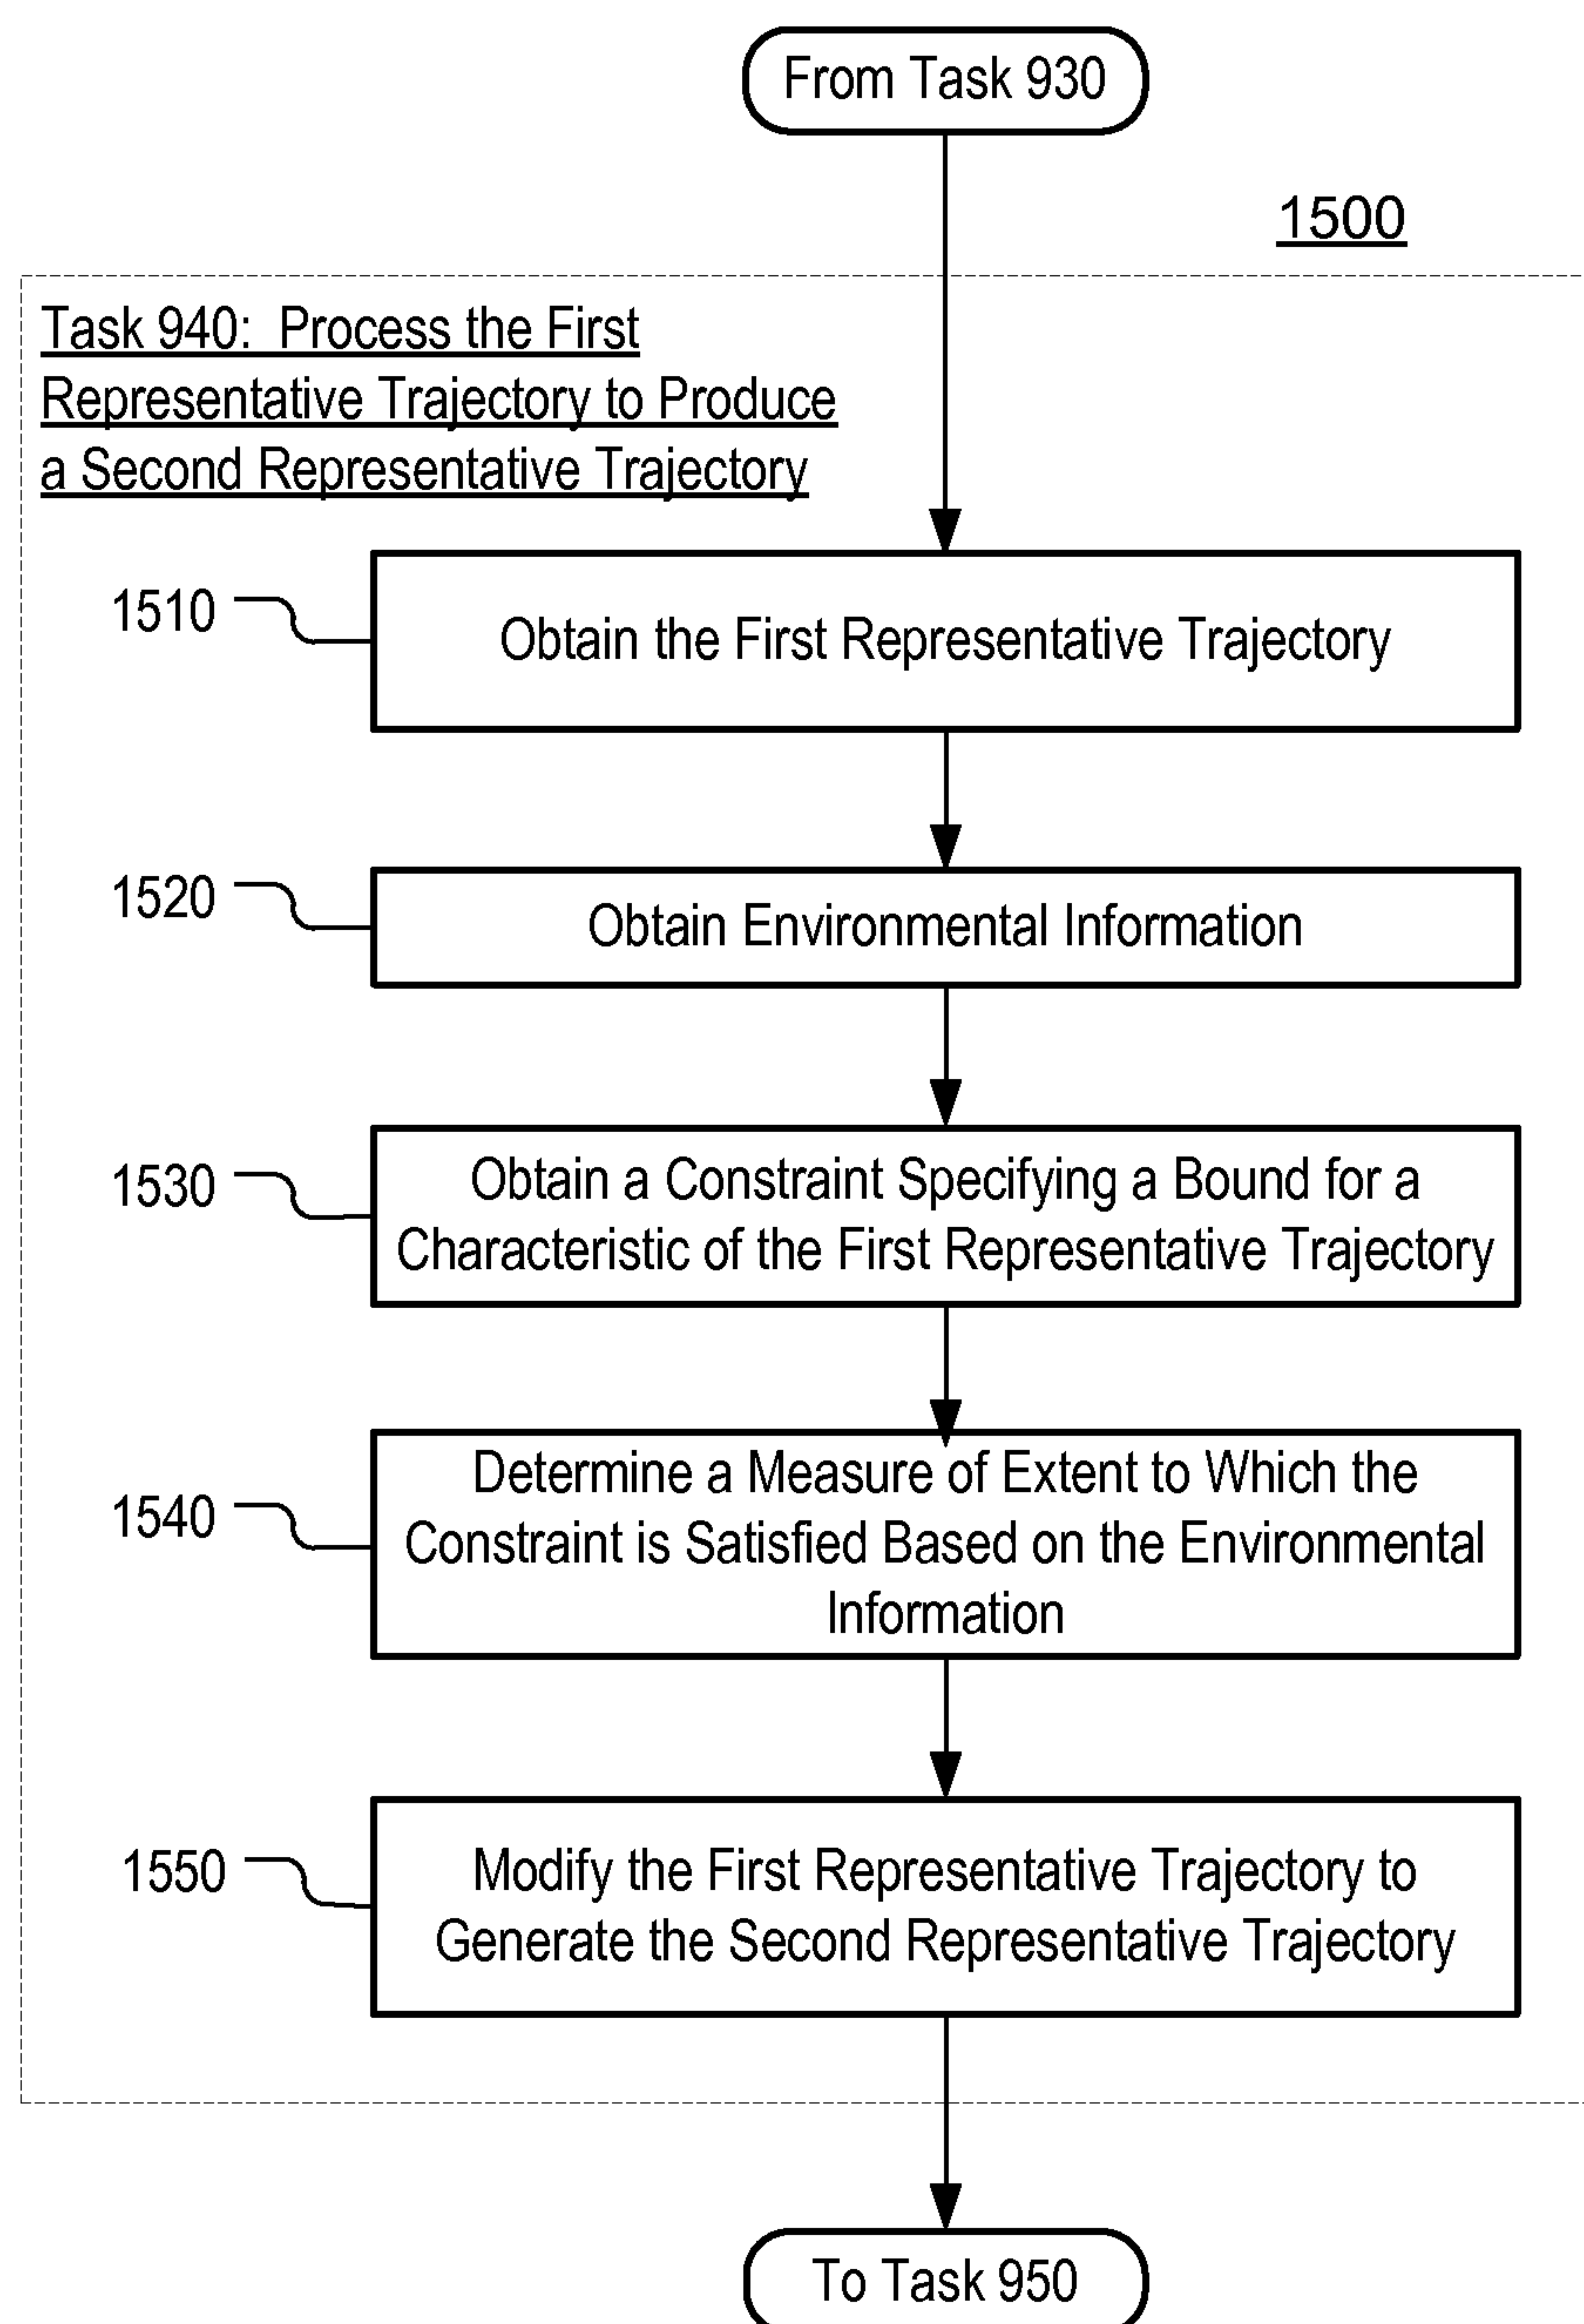 From Task 930
1500
Task 940: Process the First
Representative Trajectory to Produce
a Second Representative Trajectory
1510
Obtain the First Representative Trajectory
1520
Obtain Environmental Information
1530
Obtain a Constraint Specifying a Bound for a
Characteristic of the First Representative Trajectory
1540
Determine a Measure of Extent to Which the
Constraint is Satisfied Based on the Environmental
Information
1550
Modify the First Representative Trajectory to
Generate the Second Representative Trajectory
To Task 950